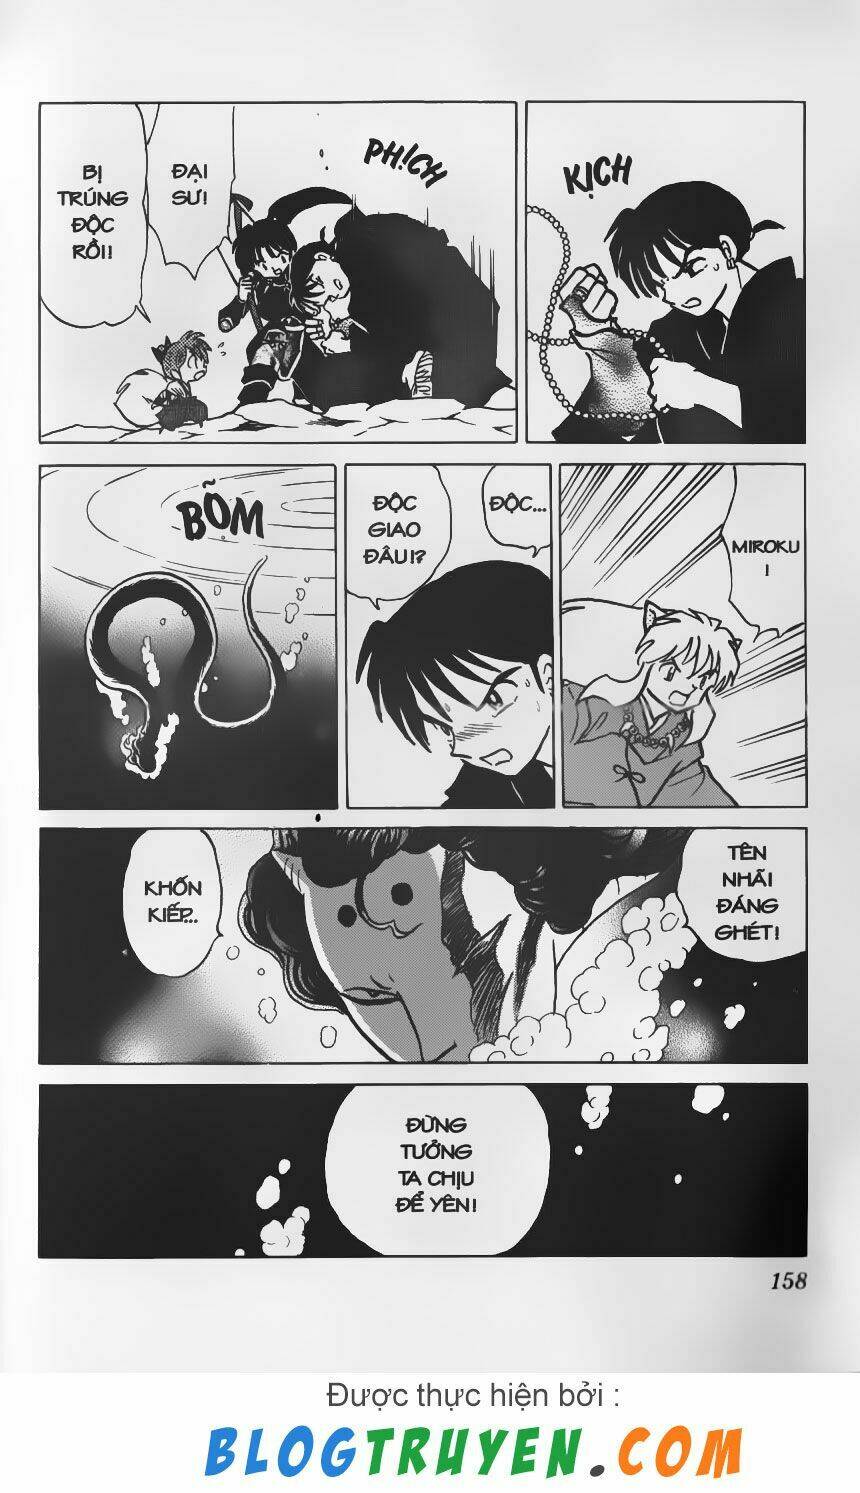 KỊCH
PHỊCH
ĐẠI
SƯ!
BỊ
TRÚNG
ĐỘC
RỒI!
MIROKU
!
ĐỘC...
ĐỘC
GIAO
ĐÂU!?
BÕM
TÊN
NHÃI
ĐÁNG
GHÉT!
KHỐN
KIẾP...
ĐỪNG
TƯỞNG
TA CHỊU
ĐỂ YÊN!
158
Được thực hiện bởi :
BLOGTRUYEN.COM